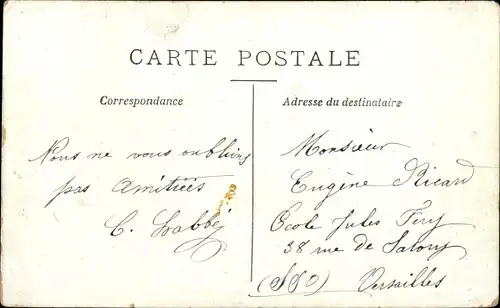 CARTE POSTALE
Correspondance
Adresse du destinataire
Nous ne vous oublions
pas Amitiés
C. Labbéy
Monsieur
Eugène Ricard
Ecole Jules Ferry
38 rue de Satory
(S&O) Versailles